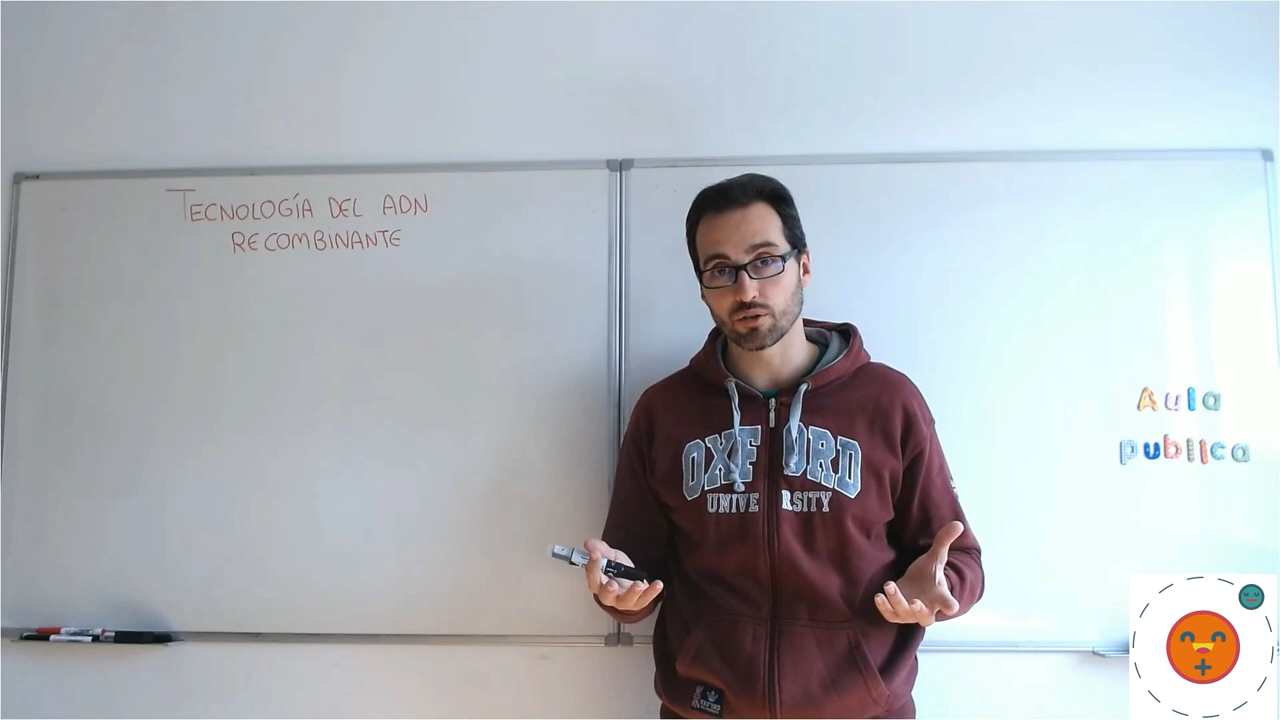 TECNOLOGÍA DEL ADN
RECOMBINANTE
OXFORD
UNIVERSITY
Aula
publica